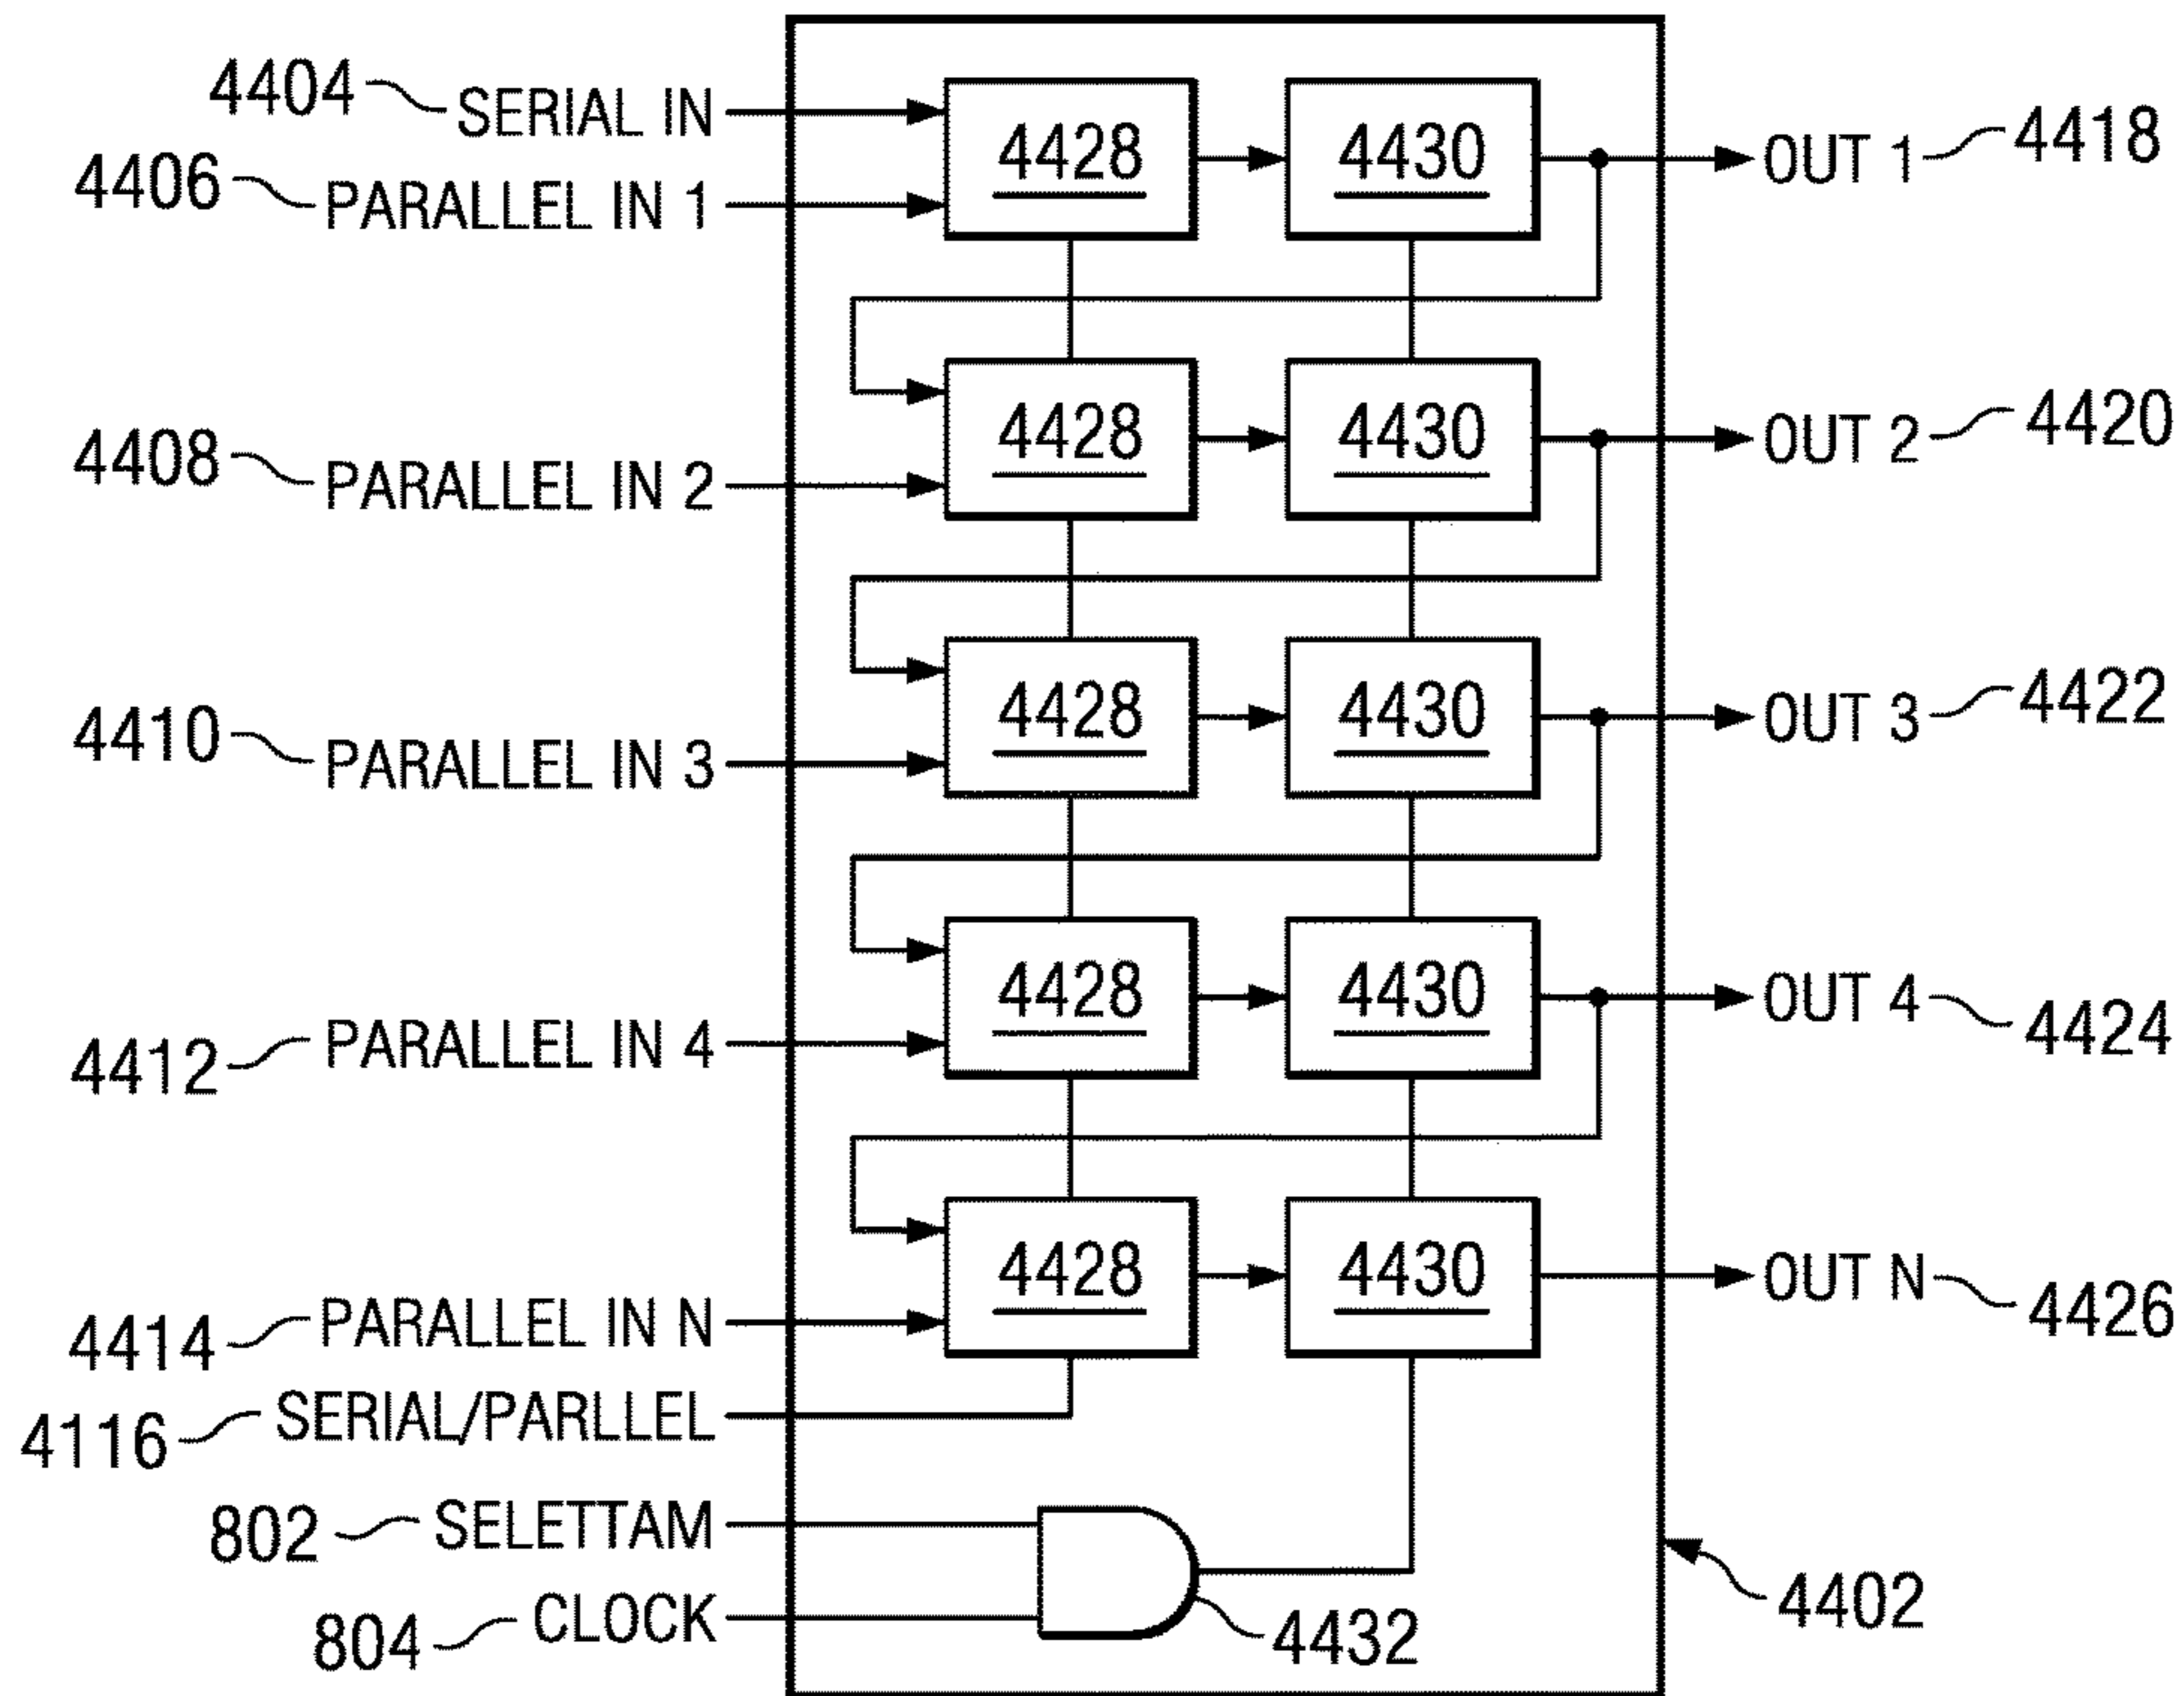 4404 SERIAL IN 4428 4430 OUT 1 4418
4406 PARALLEL IN 1
4408 PARALLEL IN 2 4428 4430 OUT 2 4420
4410 PARALLEL IN 3 4428 4430 OUT 3 4422
4412 PARALLEL IN 4 4428 4430 OUT 4 4424
4414 PARALLEL IN N 4428 4430 OUT N 4426
4116 SERIAL/PARLLEL
802 SELETTAM
804 CLOCK 4432 4402